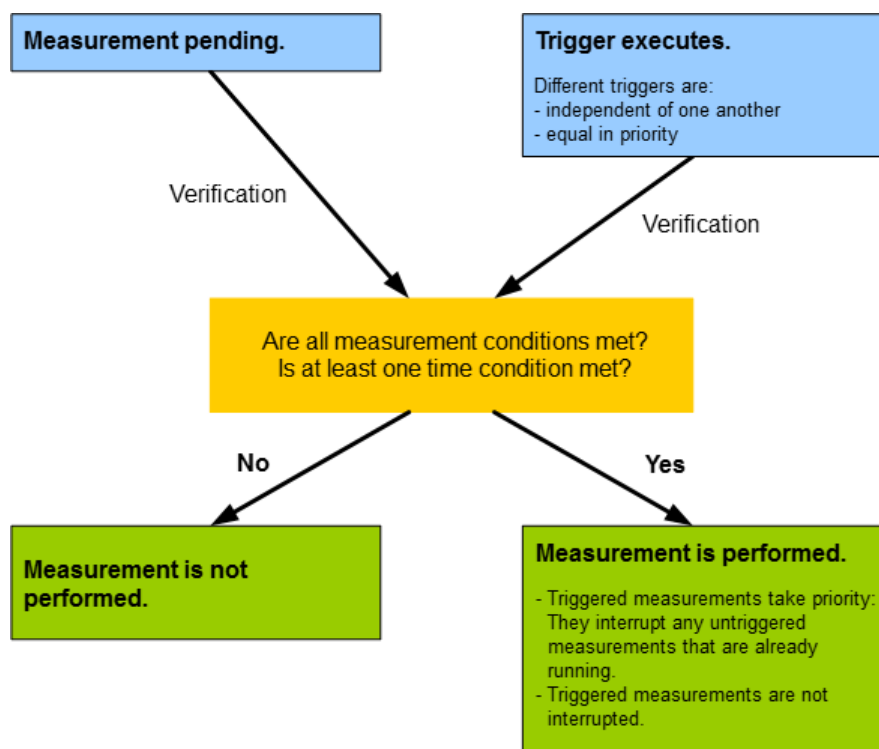 Measurement pending.
Trigger executes.
Different triggers are:
- independent of one another
- equal in priority
Verification
Verification
Are all measurement conditions met?
Is at least one time condition met?
No
Yes
Measurement is not
performed.
Measurement is performed.
- Triggered measurements take priority:
They interrupt any untriggered
measurements that are already
running.
- Triggered measurements are not
interrupted.